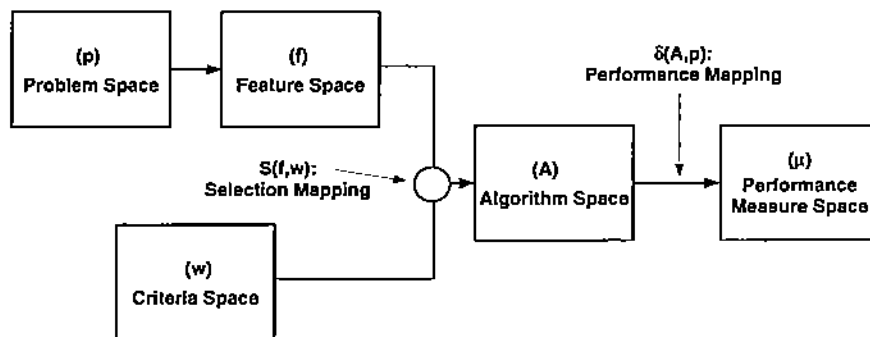 (p)
Problem Space
(f)
Feature Space
δ(A,p):
Performance Mapping
S(f,w):
Selection Mapping
(A)
Algorithm Space
(μ)
Performance
Measure Space
(w)
Criteria Space